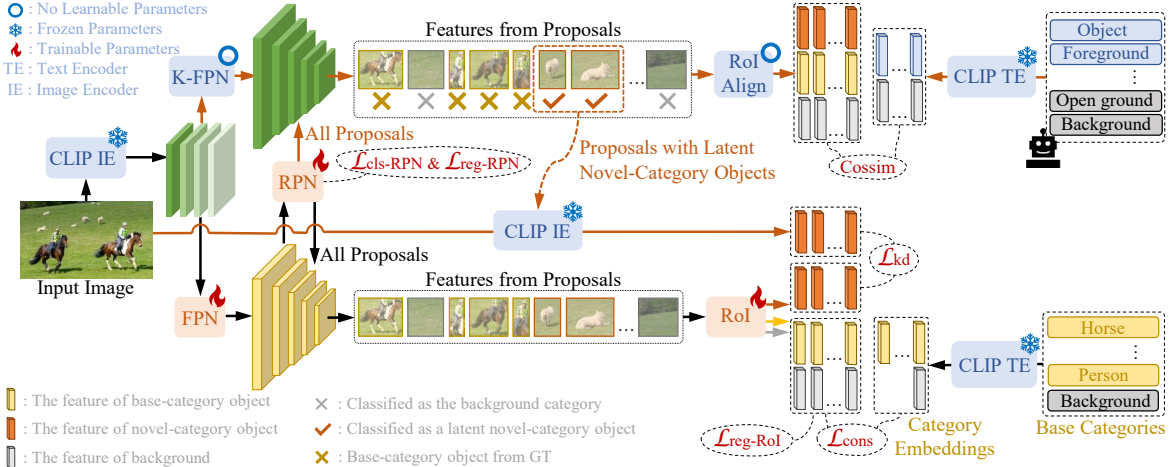 : No Learnable Parameters
: Frozen Parameters
: Trainable Parameters
TE : Text Encoder
IE : Image Encoder
K-FPN
Features from Proposals
...
RoI
Align
...
...
CLIP TE
Object
Foreground
⋮
Open ground
Background
Cossim
CLIP IE
All Proposals
RPN
ℒcls-RPN & ℒreg-RPN
Proposals with Latent
Novel-Category Objects
Input Image
CLIP IE
All Proposals
...
ℒkd
...
Features from Proposals
FPN
...
RoI
...
...
CLIP TE
Horse
⋮
Person
Background
ℒreg-RoI
ℒcons
Category
Embeddings
Base Categories
: The feature of base-category object
: The feature of novel-category object
: The feature of background
: Classified as the background category
: Classified as a latent novel-category object
: Base-category object from GT